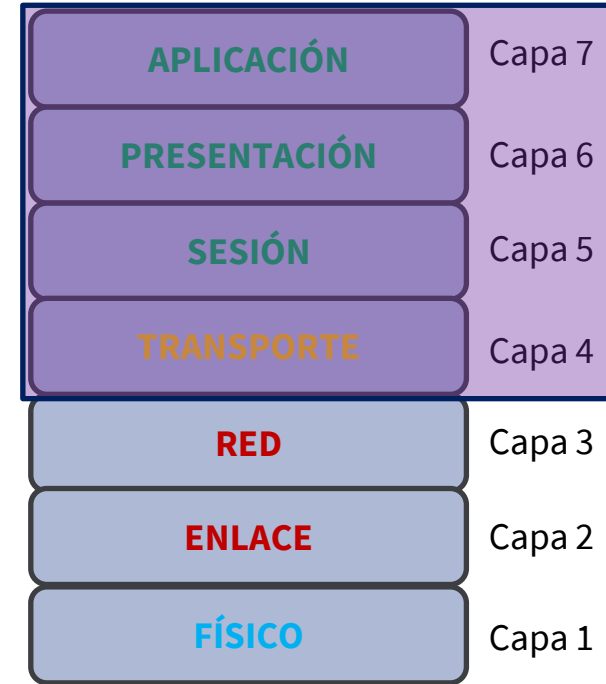 APLICACIÓN Capa 7
PRESENTACIÓN Capa 6
SESIÓN Capa 5
TRANSPORTE Capa 4
RED Capa 3
ENLACE Capa 2
FÍSICO Capa 1